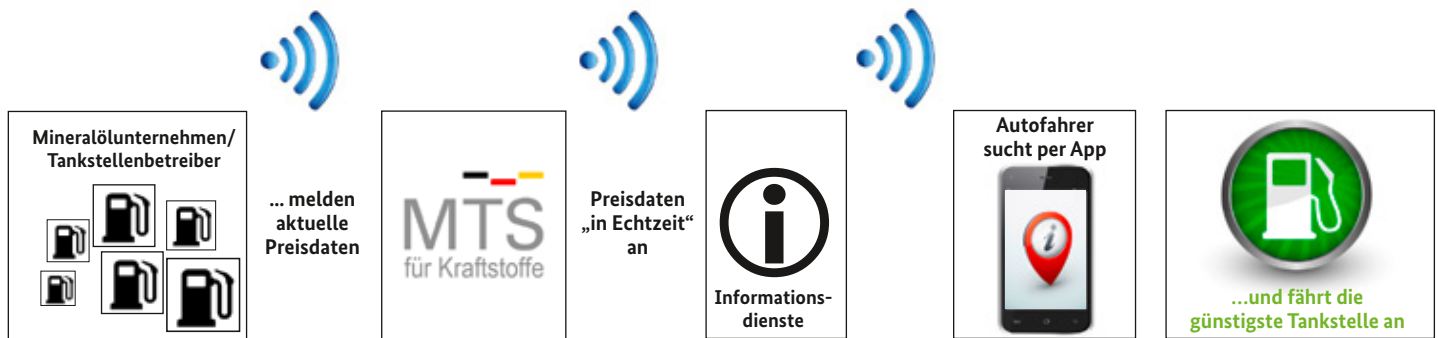 Mineralölunternehmen/
Tankstellenbetreiber
... melden
aktuelle
Preisdaten
MTS
für Kraftstoffe
Preisdaten
„in Echtzeit“
an
i
Informations-
dienste
Autofahrer
sucht per App
i
...und fährt die
günstigste Tankstelle an